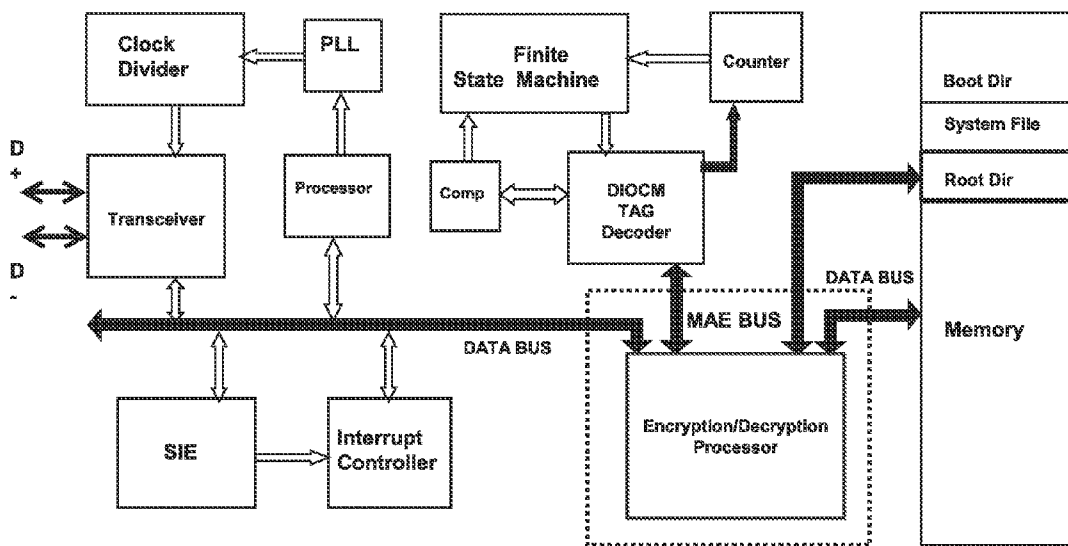 Clock
Divider
PLL
Finite
State Machine
Counter
Boot Dir
System File
Root Dir
D
+
D
-
Transceiver
Processor
Comp
DIOCM
TAG
Decoder
DATA BUS
MAE BUS
DATA BUS
Memory
SIE
Interrupt
Controller
Encryption/Decryption
Processor